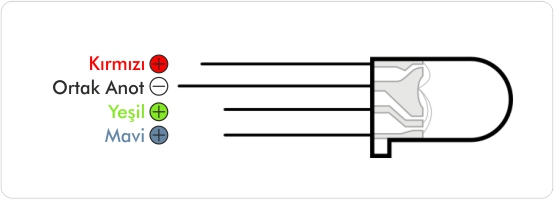 Kırmızı +
Ortak Anot −
Yeşil +
Mavi +